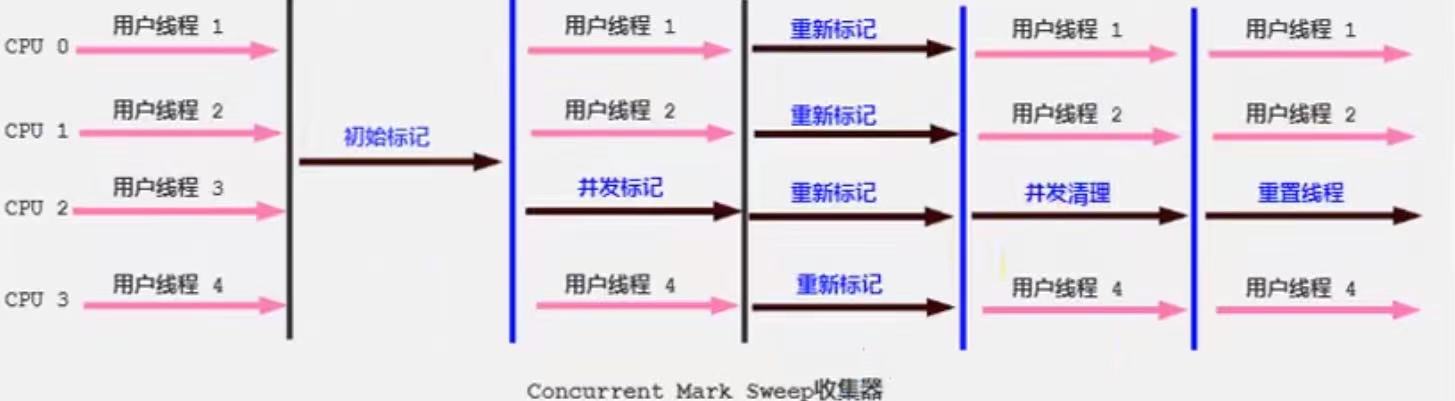 用户线程 1 用户线程 1 重新标记 用户线程 1 用户线程 1
CPU 0
用户线程 2 用户线程 2 重新标记 用户线程 2 用户线程 2
CPU 1
初始标记
用户线程 3 并发标记 重新标记 并发清理 重置线程
CPU 2
用户线程 4 用户线程 4 重新标记 用户线程 4 用户线程 4
CPU 3
Concurrent Mark Sweep收集器